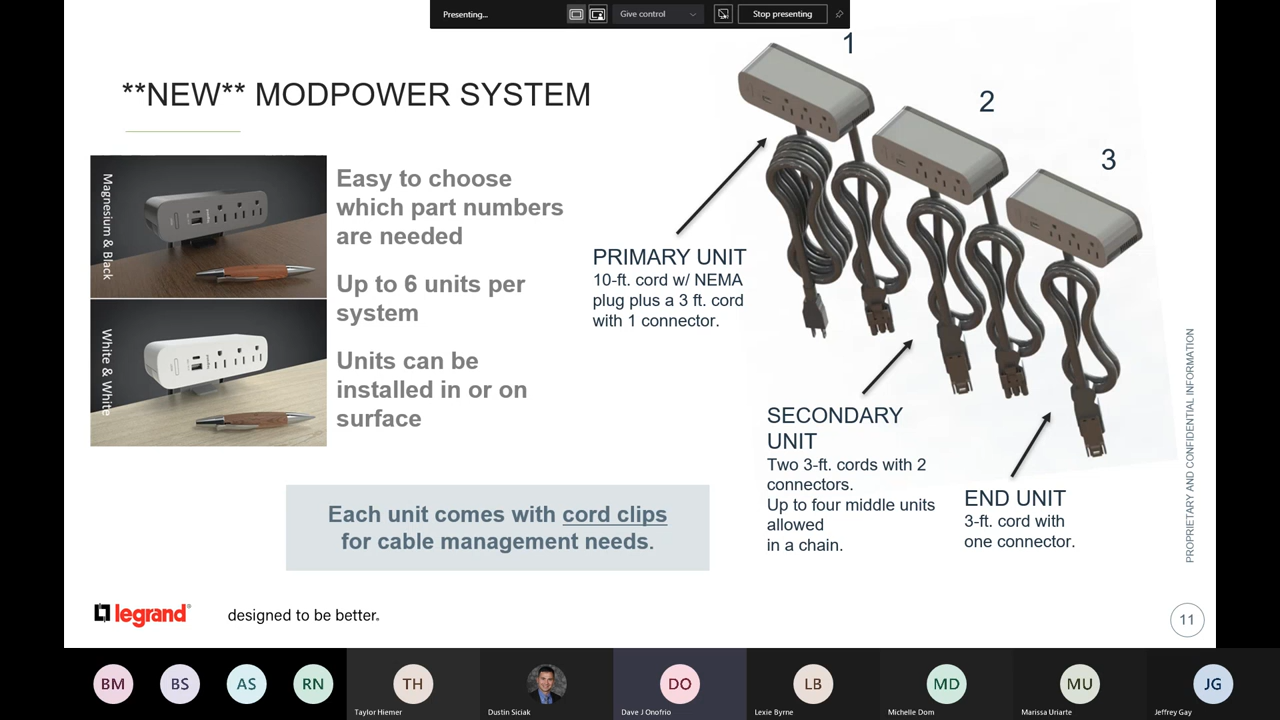 Presenting...
Give control
Stop presenting
**NEW** MODPOWER SYSTEM
Magnesium & Black
White & White
Easy to choose
which part numbers
are needed
Up to 6 units per
system
Units can be
installed in or on
surface
1
2
3
PRIMARY UNIT
10-ft. cord w/ NEMA
plug plus a 3 ft. cord
with 1 connector.
SECONDARY
UNIT
Two 3-ft. cords with 2
connectors.
Up to four middle units
allowed
in a chain.
END UNIT
3-ft. cord with
one connector.
Each unit comes with cord clips
for cable management needs.
PROPRIETARY AND CONFIDENTIAL INFORMATION
legrand®
designed to be better.
11
BM
BS
AS
RN
TH
DO
LB
MD
MU
JG
Taylor Hiemer
Dustin Siciak
Dave J Onofrio
Lexie Byrne
Michelle Dom
Marissa Uriarte
Jeffrey Gay